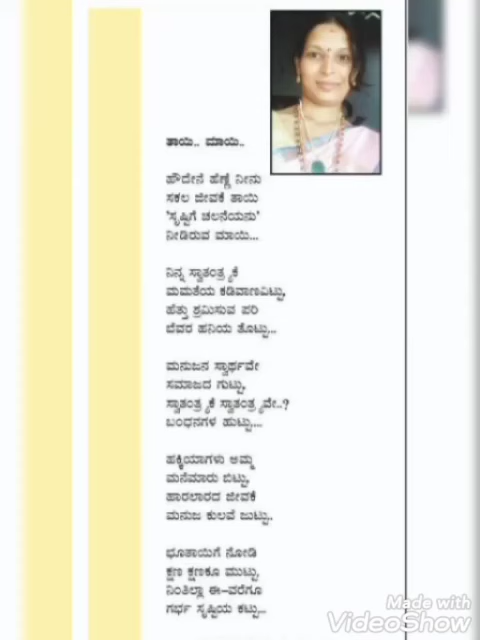 ತಾಯಿ.. ಮಾಯಿ..
ಹೌದೇನೆ ಹೆಣ್ಣೆ ನೀನು
ಸಕಲ ಜೀವಕೆ ತಾಯಿ
'ಸೃಷ್ಟಿಗೆ ಚಲನೆಯನು'
ನೀಡಿರುವ ಮಾಯಿ...
ನಿನ್ನ ಸ್ವಾತಂತ್ರ್ಯಕೆ
ಮಮತೆಯ ಕಡಿವಾಣವಿಟ್ಟು,
ಹೆತ್ತು ಶ್ರಮಿಸುವ ಪರಿ
ಬೆವರ ಹನಿಯ ತೊಟ್ಟು...
ಮನುಜನ ಸ್ವಾರ್ಥವೇ
ಸಮಾಜದ ಗುಟ್ಟು,
ಸ್ವಾತಂತ್ರ್ಯಕೆ ಸ್ವಾತಂತ್ರ್ಯವೇ..?
ಬಂಧನಗಳ ಹುಟ್ಟು....
ಹಕ್ಕಿಯಾಗಳು ಅಮ್ಮ
ಮನೆಮಾರು ಬಿಟ್ಟು,
ಹಾರಲಾರದ ಜೀವಕೆ
ಮನುಜ ಕುಲವೆ ಜುಟ್ಟು..
ಭೂತಾಯಿಗೆ ನೋಡಿ
ಕ್ಷಣ ಕ್ಷಣಕೂ ಮುಟ್ಟು,
ನಿಂತಿಲ್ಲಾ ಈ-ವರೆಗೂ
ಗರ್ಭ ಸೃಷ್ಟಿಯ ಕಟ್ಟು...
Made with
VideoShow